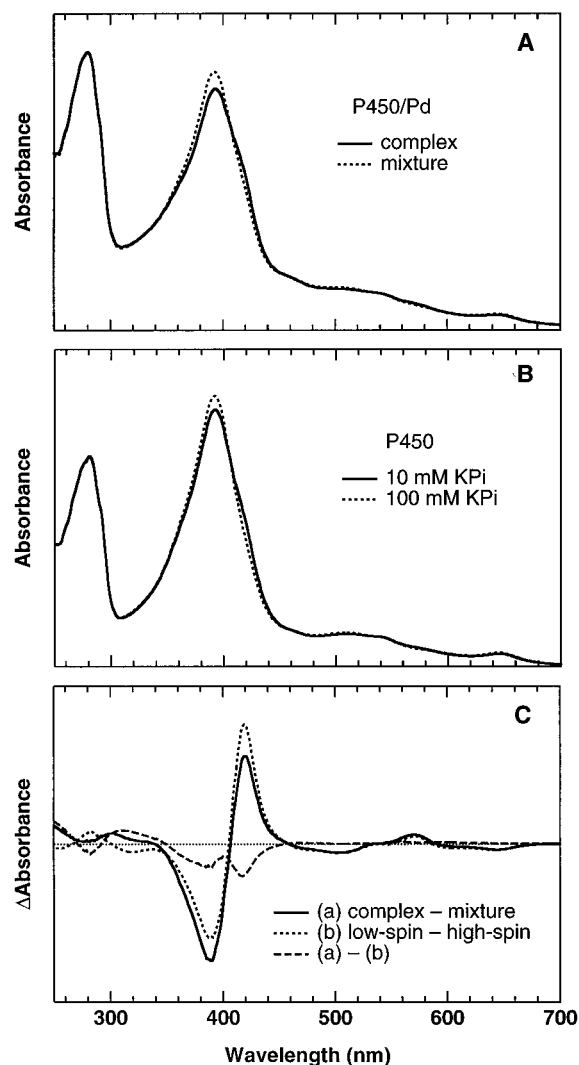 A
P450/Pd
complex
mixture
Absorbance
B
P450
10 mM KPi
100 mM KPi
Absorbance
C
ΔAbsorbance
(a) complex – mixture
(b) low-spin – high-spin
(a) – (b)
300 400 500 600 700
Wavelength (nm)